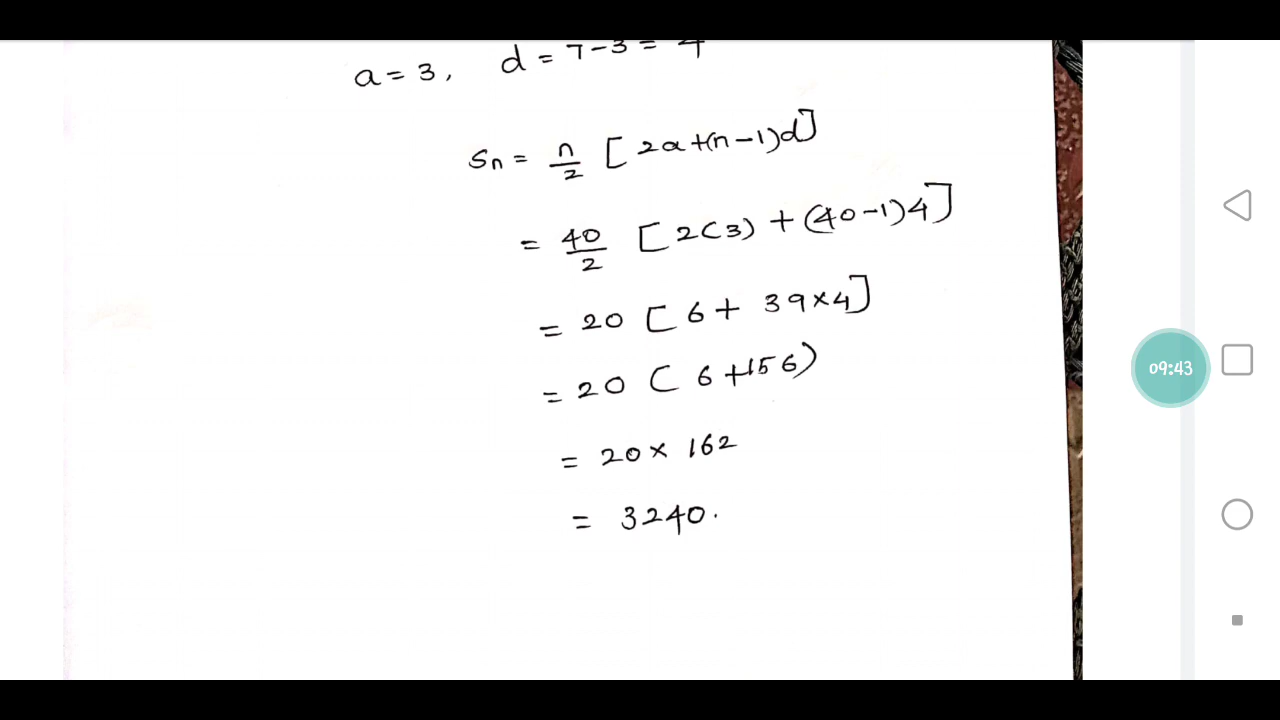 a = 3, d = 7 - 3 = 4
Sn = n/2 [2a+(n-1)d]
= 40/2 [2(3) + (40-1)4]
= 20 [6 + 39×4]
= 20 (6+156)
= 20 × 162
= 3240.
09:43